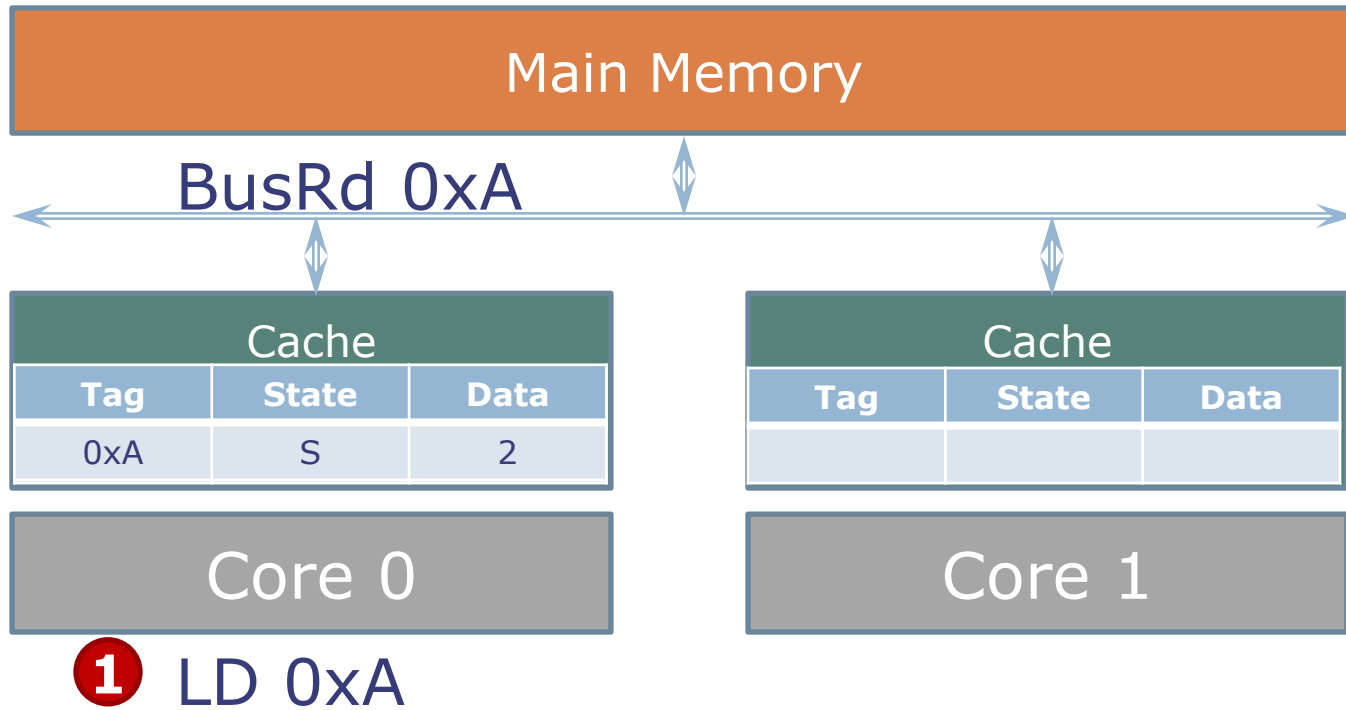 Main Memory
BusRd 0xA
Cache
Tag State Data
0xA S 2
Cache
Tag State Data
Core 0
Core 1
1 LD 0xA